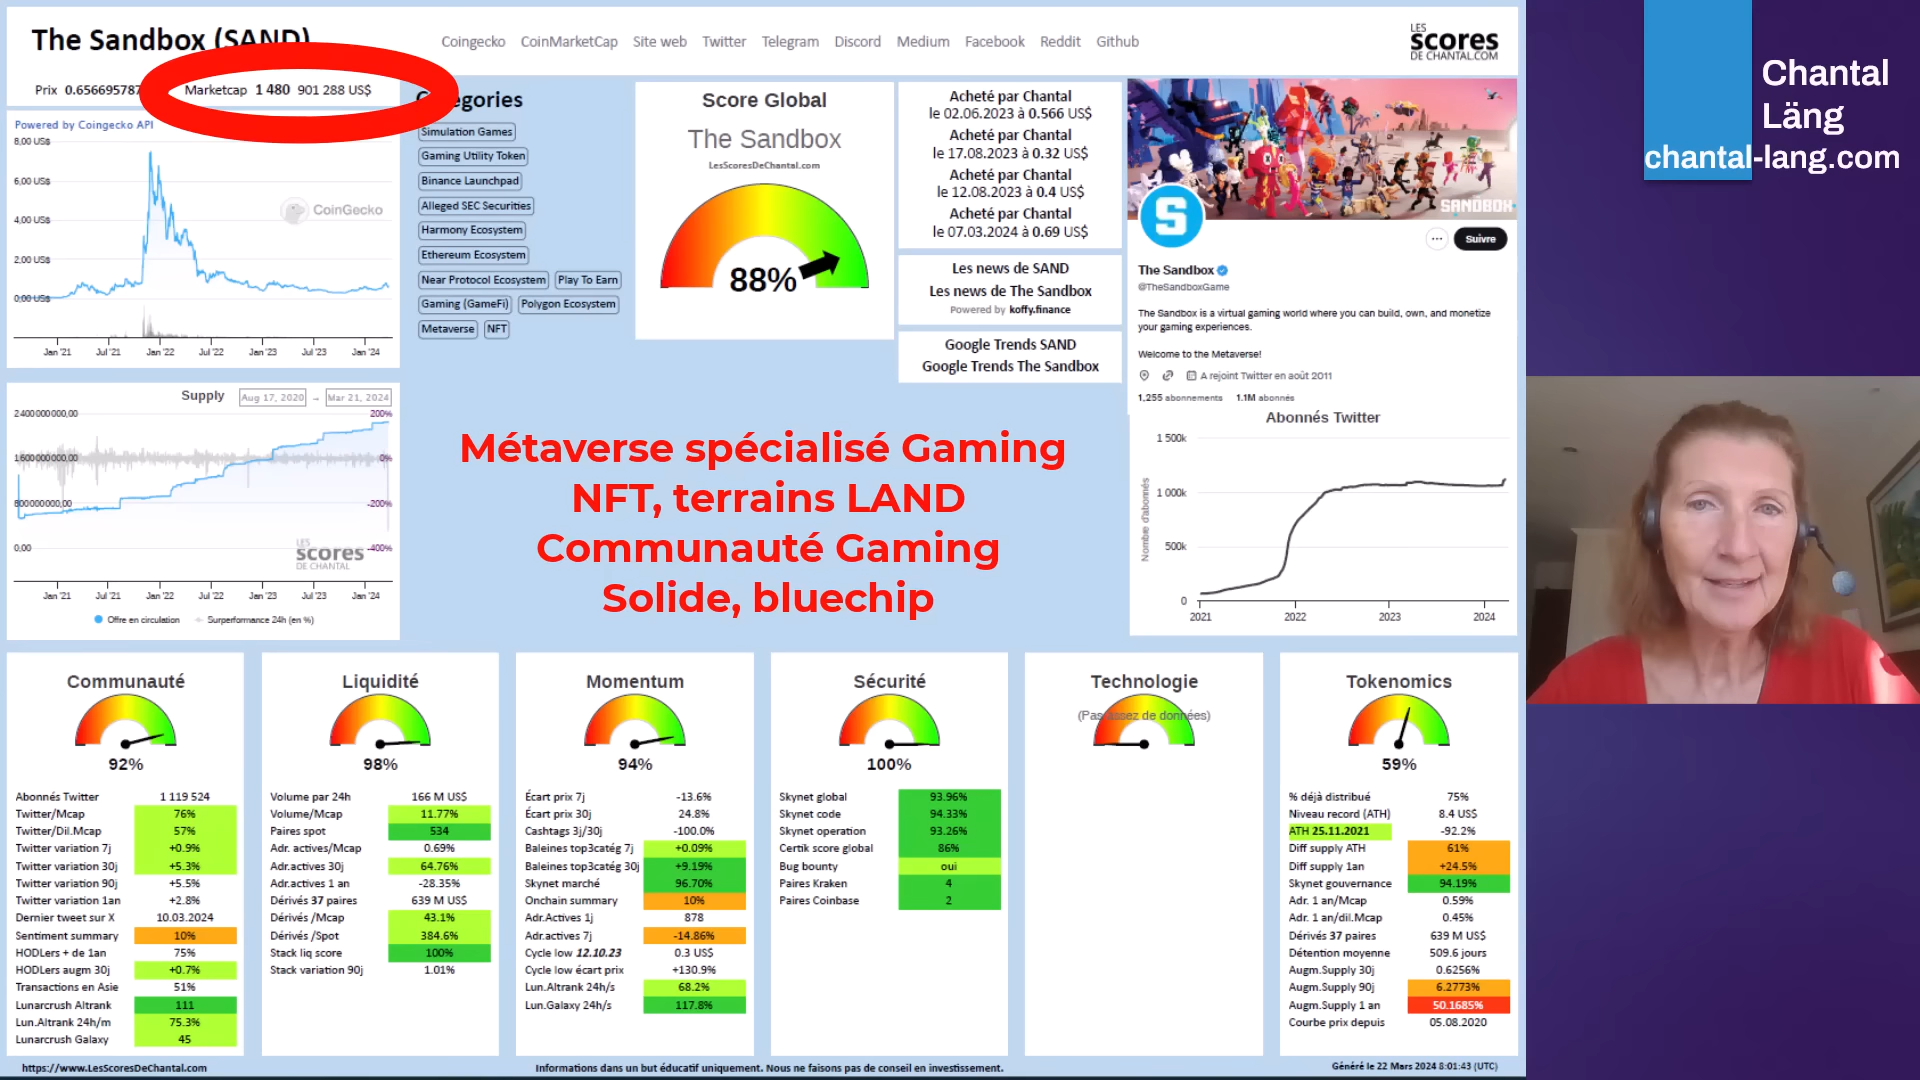 The Sandbox (SAND)
Coingecko CoinMarketCap Site web Twitter Telegram Discord Medium Facebook Reddit Github
LES
scores
DE CHANTAL.COM
Prix 0.656695787
Marketcap 1 480 901 288 US$
Powered by Coingecko API
8,00 US$
6,00 US$
4,00 US$
2,00 US$
0,00 US$
CoinGecko
Jan '21 Jul '21 Jan '22 Jul '22 Jan '23 Jul '23 Jan '24
Simulation Games
Gaming Utility Token
Binance Launchpad
Alleged SEC Securities
Harmony Ecosystem
Ethereum Ecosystem
Near Protocol Ecosystem Play To Earn
Gaming (GameFi) Polygon Ecosystem
Metaverse NFT
Score Global
The Sandbox
LesScoresDeChantal.com
88%
Acheté par Chantal
le 02.06.2023 à 0.566 US$
Acheté par Chantal
le 17.08.2023 à 0.32 US$
Acheté par Chantal
le 12.08.2023 à 0.4 US$
Acheté par Chantal
le 07.03.2024 à 0.69 US$
Les news de SAND
Les news de The Sandbox
Powered by koffy.finance
Google Trends SAND
Google Trends The Sandbox
SANDBOX
S
Suivre
The Sandbox
@TheSandboxGame
The Sandbox is a virtual gaming world where you can build, own, and monetize
your gaming experiences.
Welcome to the Metaverse!
A rejoint Twitter en août 2011
1,255 abonnements 1.1M abonnés
Abonnés Twitter
1 500k
1 000k
500k
0
Nombre d'abonnés
2021 2022 2023 2024
Supply Aug 17, 2020 → Mar 21, 2024
2400000000,00 200%
1600000000,00 0%
800000000,00 -200%
0,00 -400%
LES
scores
DE CHANTAL
Jan '21 Jul '21 Jan '22 Jul '22 Jan '23 Jul '23 Jan '24
Offre en circulation Surperformance 24h (en %)
Métaverse spécialisé Gaming
NFT, terrains LAND
Communauté Gaming
Solide, bluechip
Communauté
92%
Abonnés Twitter 1 119 524
Twitter/Mcap 76%
Twitter/Dil.Mcap 57%
Twitter variation 7j +0.9%
Twitter variation 30j +5.3%
Twitter variation 90j +5.5%
Twitter variation 1an +2.8%
Dernier tweet sur X 10.03.2024
Sentiment summary 10%
HODLers + de 1an 75%
HODLers augm 30j +0.7%
Transactions en Asie 51%
Lunarcrush Altrank 111
Lun.Altrank 24h/m 75.3%
Lunarcrush Galaxy 45
Liquidité
98%
Volume par 24h 166 M US$
Volume/Mcap 11.77%
Paires spot 534
Adr. actives/Mcap 0.69%
Adr.actives 30j 64.76%
Adr.actives 1 an -28.35%
Dérivés 37 paires 639 M US$
Dérivés /Mcap 43.1%
Dérivés /Spot 384.6%
Stack liq score 100%
Stack variation 90j 1.01%
Momentum
94%
Écart prix 7j -13.6%
Écart prix 30j 24.8%
Cashtags 3j/30j -100.0%
Baleines top3catég 7j +0.09%
Baleines top3catég 30j +9.19%
Skynet marché 96.70%
Onchain summary 10%
Adr.Actives 1j 878
Adr.actives 7j -14.86%
Cycle low 12.10.23 0.3 US$
Cycle low écart prix +130.9%
Lun.Altrank 24h/s 68.2%
Lun.Galaxy 24h/s 117.8%
Sécurité
100%
Skynet global 93.96%
Skynet code 94.33%
Skynet operation 93.26%
Certik score global 86%
Bug bounty oui
Paires Kraken 4
Paires Coinbase 2
Technologie
(Pas assez de données)
Tokenomics
59%
% déjà distribué 75%
Niveau record (ATH) 8.4 US$
ATH 25.11.2021 -92.2%
Diff supply ATH 61%
Diff supply 1an +24.5%
Skynet gouvernance 94.19%
Adr. 1 an/Mcap 0.59%
Adr. 1 an/dil.Mcap 0.45%
Dérivés 37 paires 639 M US$
Détention moyenne 509.6 jours
Augm.Supply 30j 0.6256%
Augm.Supply 90j 6.2773%
Augm.Supply 1 an 50.1685%
Courbe prix depuis 05.08.2020
https://www.LesScoresDeChantal.com
Informations dans un but éducatif uniquement. Nous ne faisons pas de conseil en investissement.
Généré le 22 Mars 2024 8:01:43 (UTC)
Chantal
Läng
chantal-lang.com